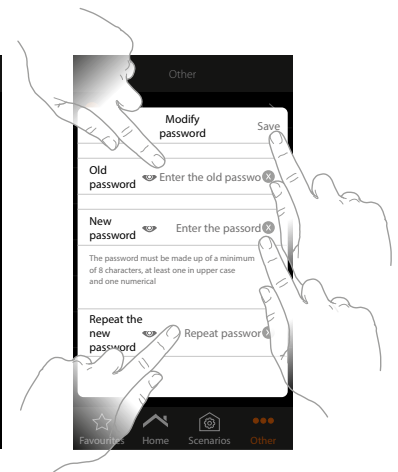 Other
Modify
password
Save
Old
password
Enter the old passwo
New
password
Enter the passord
The password must be made up of a minimum
of 8 characters, at least one in upper case
and one numerical
Repeat the
new
password
Repeat passwor
Favourites Home Scenarios Other